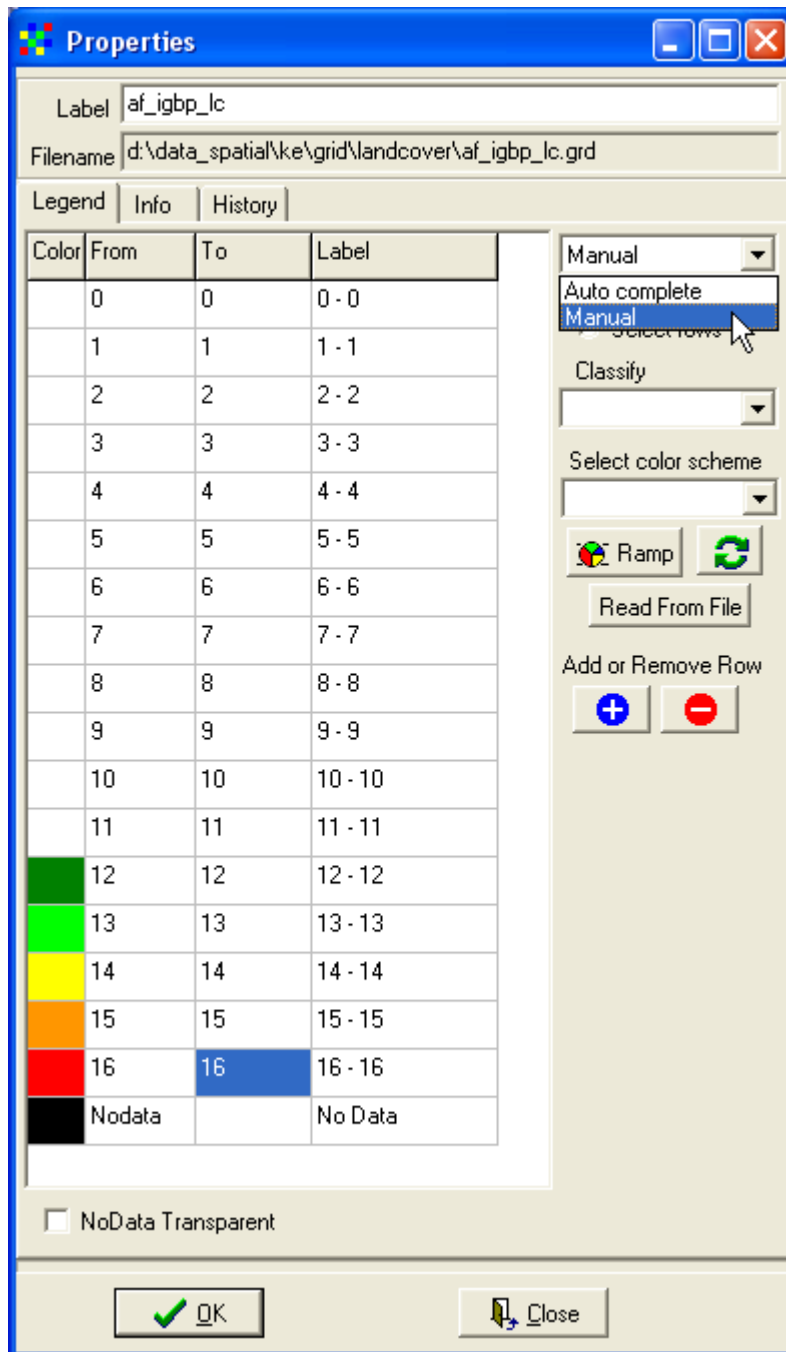 Properties
Label af_igbp_lc
Filename d:\data_spatial\ke\grid\landcover\af_igbp_lc.grd
Legend Info History
Color From To Label
0 0 0 - 0
1 1 1 - 1
2 2 2 - 2
3 3 3 - 3
4 4 4 - 4
5 5 5 - 5
6 6 6 - 6
7 7 7 - 7
8 8 8 - 8
9 9 9 - 9
10 10 10 - 10
11 11 11 - 11
12 12 12 - 12
13 13 13 - 13
14 14 14 - 14
15 15 15 - 15
16 16 16 - 16
Nodata No Data
Manual
Auto complete
Manual
Select rows
Classify
Select color scheme
Ramp
Read From File
Add or Remove Row
NoData Transparent
OK Close